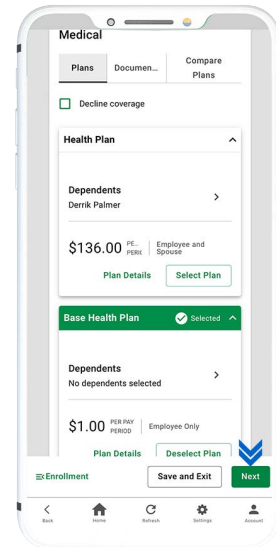 Medical
Plans
Documen...
Compare
Plans
Decline coverage
Health Plan
Dependents
Derrik Palmer
$136.00
PE...
PERIC
Employee and
Spouse
Plan Details
Select Plan
Base Health Plan
Selected
Dependents
No dependents selected
$1.00
PER PAY
PERIOD
Employee Only
Plan Details
Deselect Plan
Enrollment
Save and Exit
Next
Back
Home
Refresh
Settings
Account